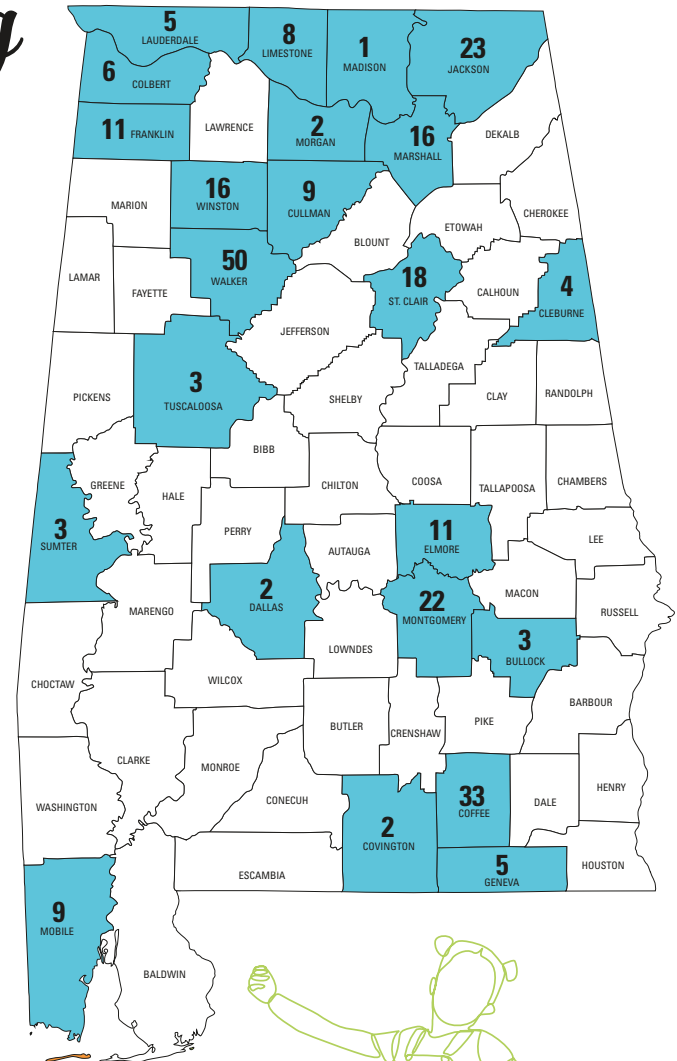 5
LAUDERDALE
8
LIMESTONE
1
MADISON
23
JACKSON
6 COLBERT
11 FRANKLIN
LAWRENCE
2
MORGAN
16
MARSHALL
DEKALB
MARION
16
WINSTON
9
CULLMAN
BLOUNT
ETOWAH
CHEROKEE
LAMAR
FAYETTE
50
WALKER
18
ST. CLAIR
CALHOUN
4
CLEBURNE
JEFFERSON
PICKENS
3
TUSCALOOSA
SHELBY
TALLADEGA
CLAY
RANDOLPH
BIBB
GREENE
HALE
CHILTON
COOSA
TALLAPOOSA
CHAMBERS
3
SUMTER
PERRY
AUTAUGA
11
ELMORE
LEE
MARENGO
2
DALLAS
LOWNDES
22
MONTGOMERY
MACON
RUSSELL
3
BULLOCK
CHOCTAW
WILCOX
BUTLER
CRENSHAW
PIKE
BARBOUR
CLARKE
MONROE
CONECUH
WASHINGTON
2
COVINGTON
33
COFFEE
DALE
HENRY
ESCAMBIA
5
GENEVA
HOUSTON
9
MOBILE
BALDWIN